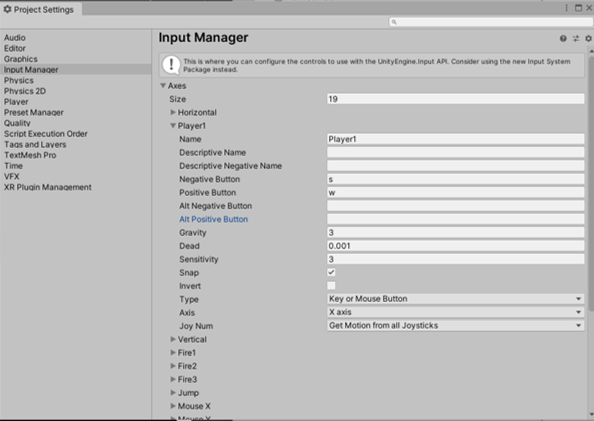 Project Settings
Audio
Editor
Graphics
Input Manager
Physics
Physics 2D
Player
Preset Manager
Quality
Script Execution Order
Tags and Layers
TextMesh Pro
Time
VFX
XR Plugin Management
Input Manager
This is where you can configure the controls to use with the UnityEngine.Input API. Consider using the new Input System
Package instead.
Axes
Size 19
Horizontal
Player1
Name Player1
Descriptive Name
Descriptive Negative Name
Negative Button s
Positive Button w
Alt Negative Button
Alt Positive Button
Gravity 3
Dead 0.001
Sensitivity 3
Snap
Invert
Type Key or Mouse Button
Axis X axis
Joy Num Get Motion from all Joysticks
Vertical
Fire1
Fire2
Fire3
Jump
Mouse X
Mouse Y